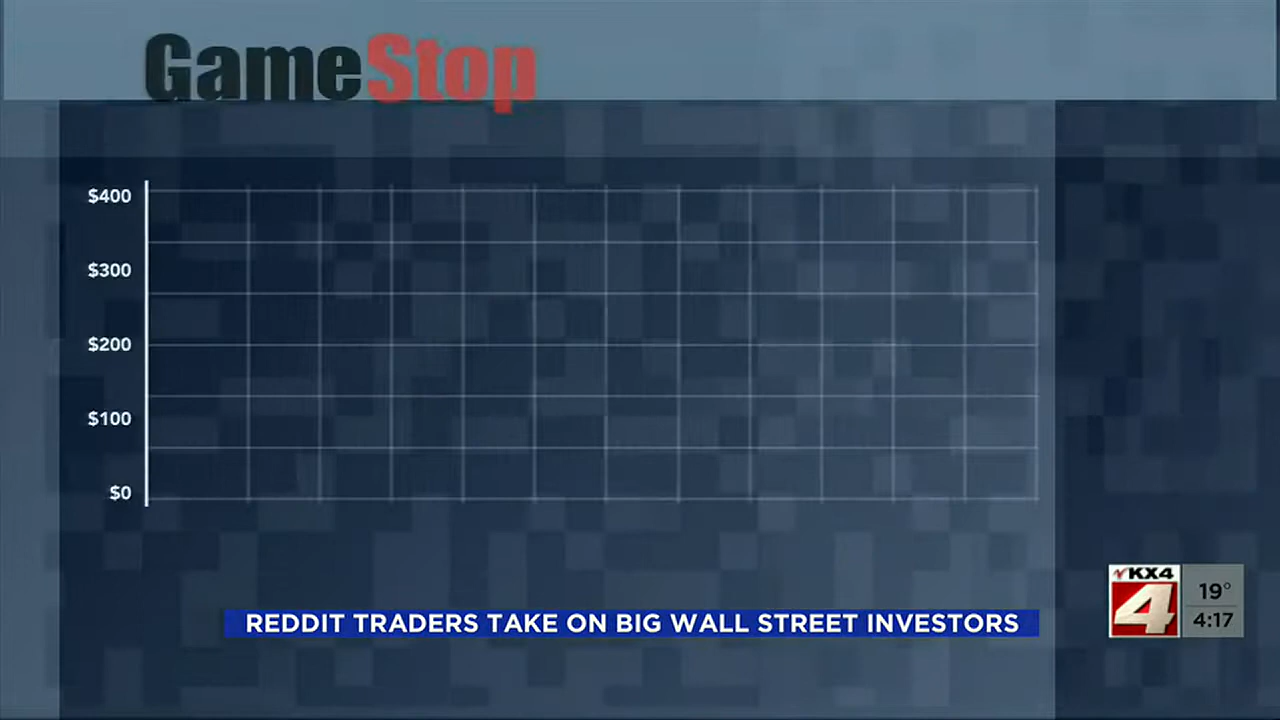 GameStop
$400
$300
$200
$100
$0
REDDIT TRADERS TAKE ON BIG WALL STREET INVESTORS
KX4
4
19°
4:17